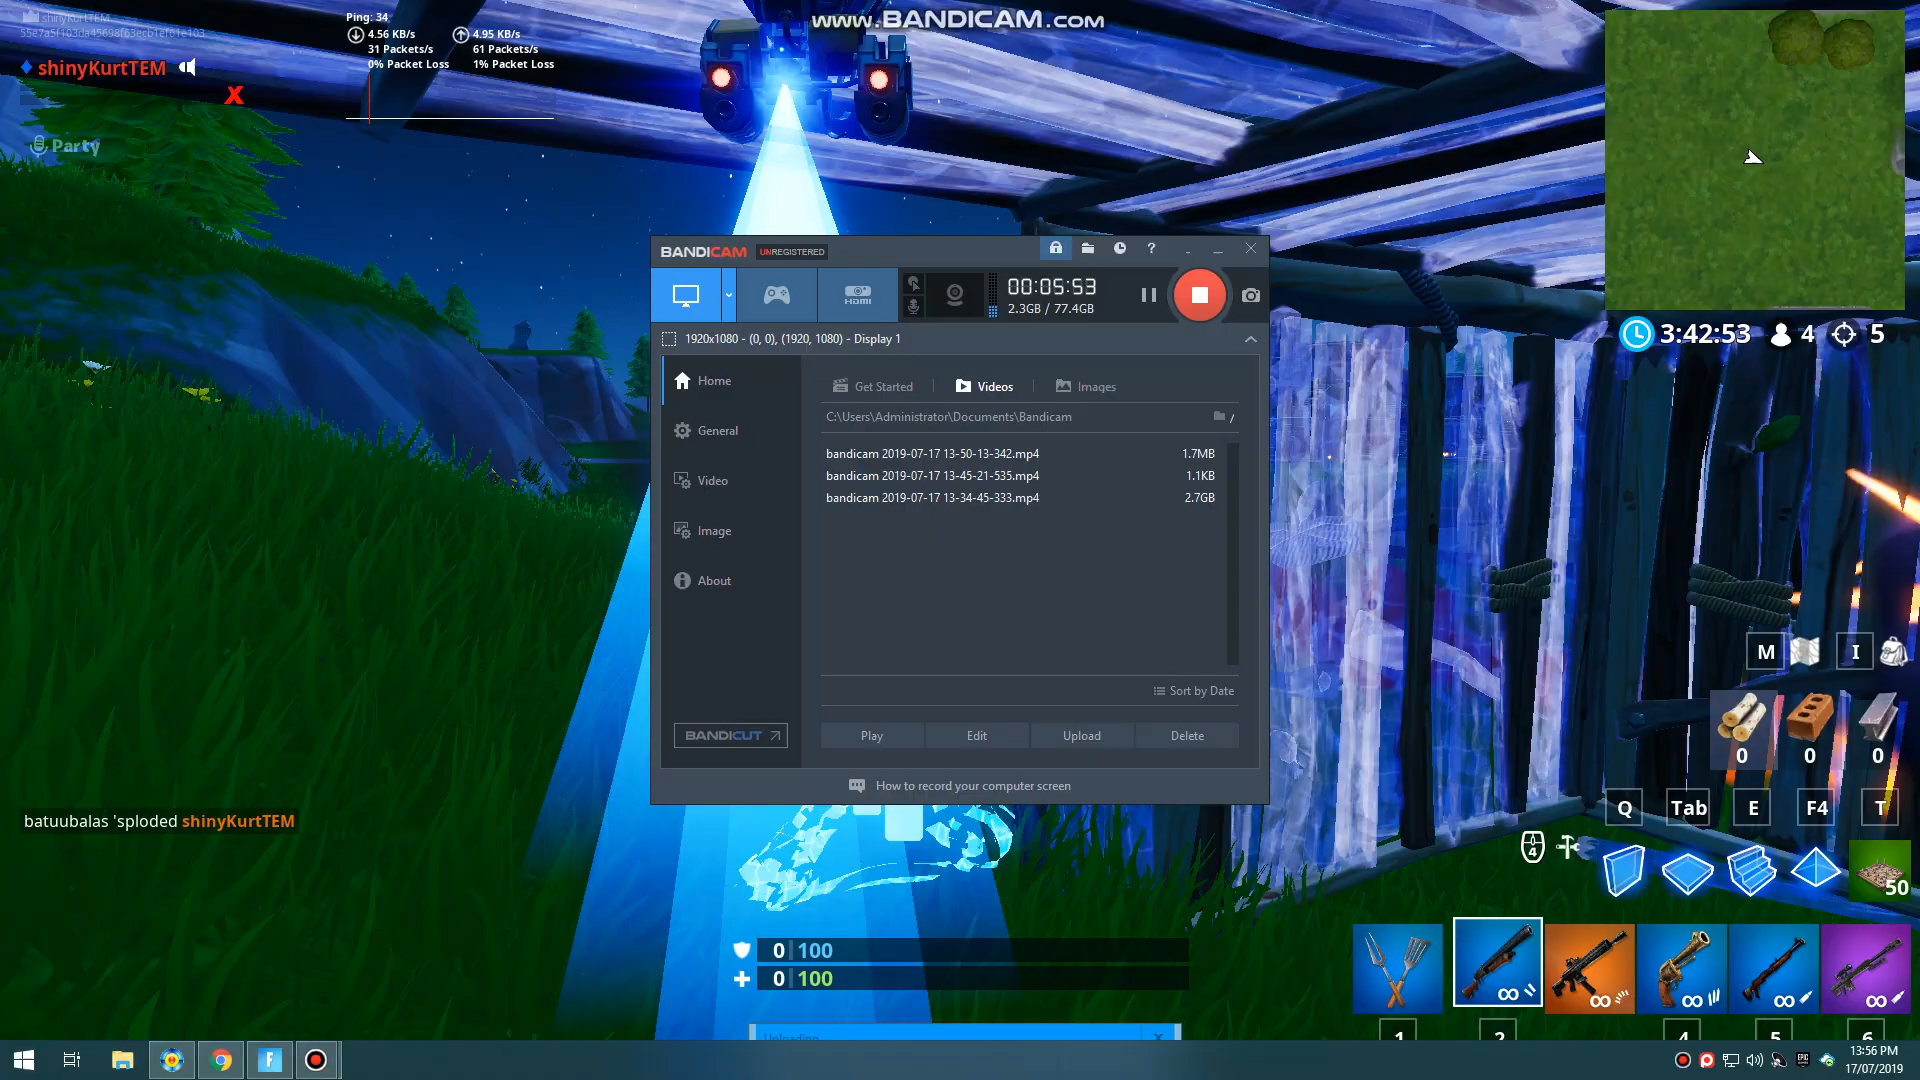 shinyKurtTEM
55e7a5f103da45698f63ecb1ef61e103
shinyKurtTEM
X
Party
Ping: 34
4.56 KB/s 4.95 KB/s
31 Packets/s 61 Packets/s
0% Packet Loss 1% Packet Loss
www.BANDICAM.com
BANDICAM UNREGISTERED
?
HDMI
00:05:53
2.3GB / 77.4GB
1920x1080 - (0, 0), (1920, 1080) - Display 1
Home
General
Video
Image
About
BANDICUT
Get Started
Videos
Images
C:\Users\Administrator\Documents\Bandicam
bandicam 2019-07-17 13-50-13-342.mp4 1.7MB
bandicam 2019-07-17 13-45-21-535.mp4 1.1KB
bandicam 2019-07-17 13-34-45-333.mp4 2.7GB
Sort by Date
Play Edit Upload Delete
How to record your computer screen
3:42:53 4 5
M I
0 0 0
Q Tab E F4 T
4
50
batuubalas 'sploded shinyKurtTEM
0 | 100
0 | 100
∞ ∞ ∞ ∞ ∞
1 2 4 5 6
Uploading
F
EPIC
13:56 PM
17/07/2019